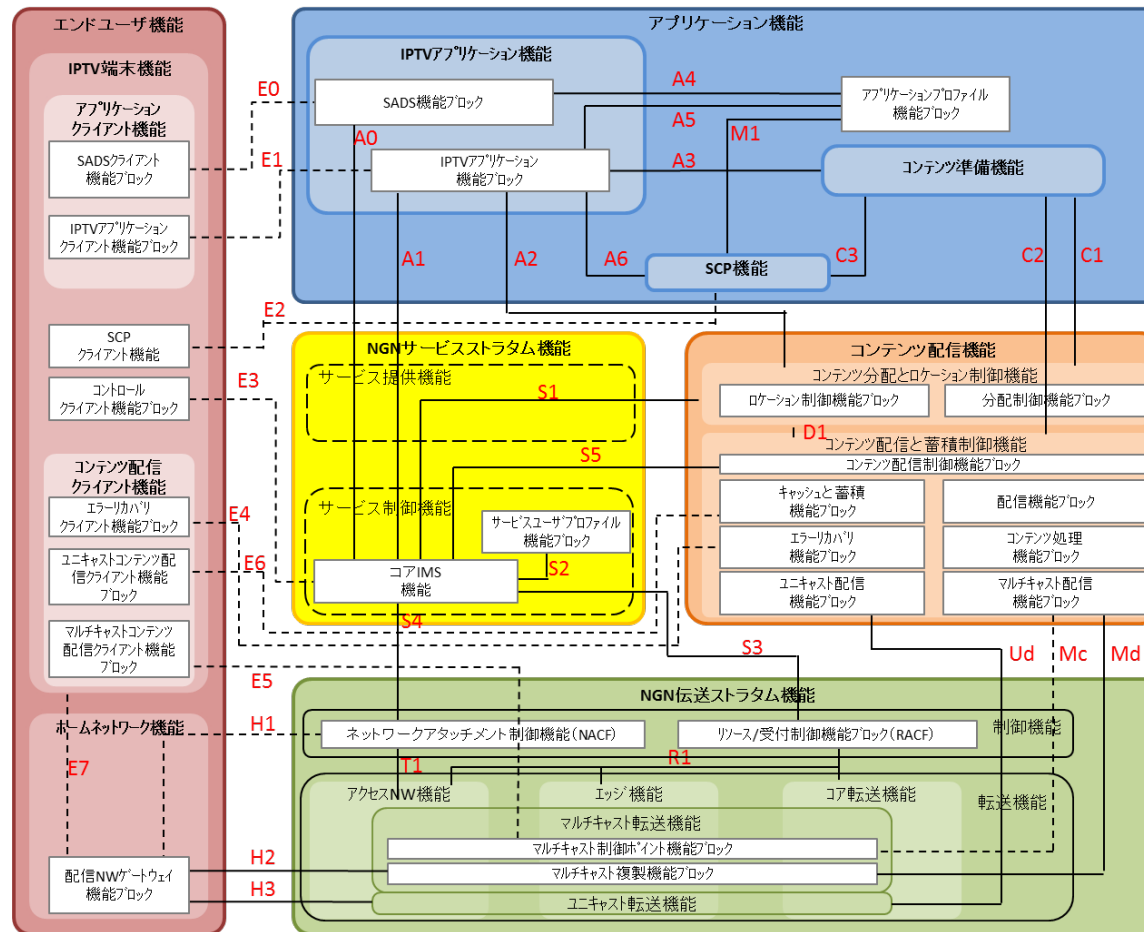 エンドユーザ機能
IPTV端末機能
アプリケーション
クライアント機能
SADSクライアント
機能ブロック
IPTVアプリケーション
クライアント機能ブロック
SCP
クライアント機能
コントロール
クライアント機能
コンテンツ配信
クライアント機能
エラーリカバリ
クライアント機能ブロック
ユニキャストコンテンツ配
信クライアント機能
ブロック
マルチキャストコンテンツ
配信クライアント機能
ブロック
ホームネットワーク機能
E7
配信NWゲートウェイ
機能ブロック
E0
E1
E2
E3
E4
E6
E5
H1
H2
H3
アプリケーション機能
IPTVアプリケーション機能
SADS機能ブロック
A0
IPTVアプリケーション
機能ブロック
A4
A5
M1
A3
アプリケーションプロファイル
機能ブロック
コンテンツ準備機能
A1
A2
A6
SCP機能
C3
C2
C1
NGNサービスストラタム機能
サービス提供機能
S1
S5
サービス制御機能
サービスユーザプロファイル
機能ブロック
コアIMS
機能
S2
S4
S3
コンテンツ配信機能
コンテンツ分配とロケーション制御機能
ロケーション制御機能ブロック
分配制御機能ブロック
D1
コンテンツ配信と蓄積制御機能
コンテンツ配信制御機能ブロック
キャッシュと蓄積
機能ブロック
配信機能ブロック
エラーリカバリ
機能ブロック
コンテンツ処理
機能ブロック
ユニキャスト配信
機能ブロック
マルチキャスト配信
機能ブロック
Ud
Mc
Md
NGN伝送ストラタム機能
制御機能
ネットワークアタッチメント制御機能(NACF)
リソース/受付制御機能ブロック(RACF)
T1
R1
アクセスNW機能
エッジ機能
コア転送機能
転送機能
マルチキャスト転送機能
マルチキャスト制御ポイント機能ブロック
マルチキャスト複製機能ブロック
ユニキャスト転送機能